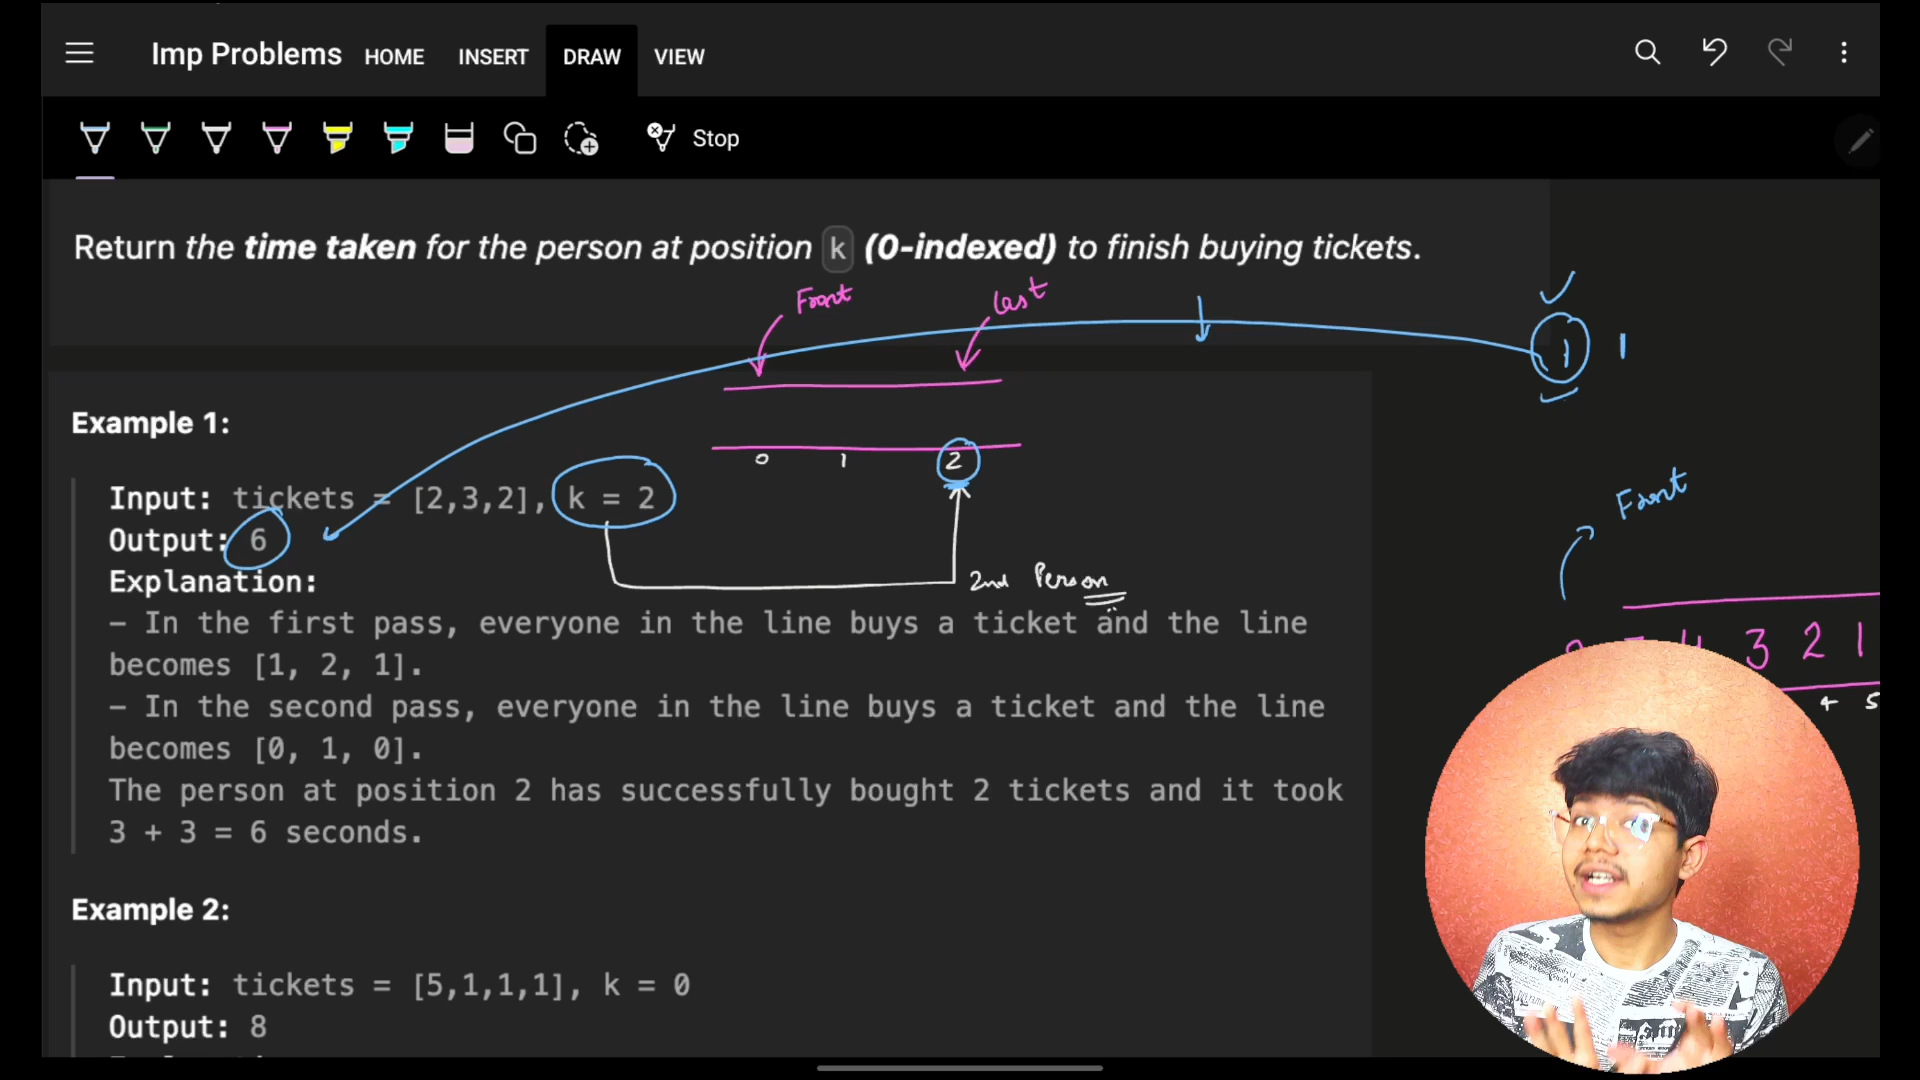 Imp Problems HOME INSERT DRAW VIEW
Stop
Return the time taken for the person at position k (0-indexed) to finish buying tickets.
Front last
1 1
Example 1:
0 1 2
Input: tickets = [2,3,2], k = 2
Front
Output: 6
2nd Person
Explanation:
- In the first pass, everyone in the line buys a ticket and the line
becomes [1, 2, 1].
3 2 1
- In the second pass, everyone in the line buys a ticket and the line
4 5
becomes [0, 1, 0].
The person at position 2 has successfully bought 2 tickets and it took
3 + 3 = 6 seconds.
Example 2:
Input: tickets = [5,1,1,1], k = 0
Output: 8